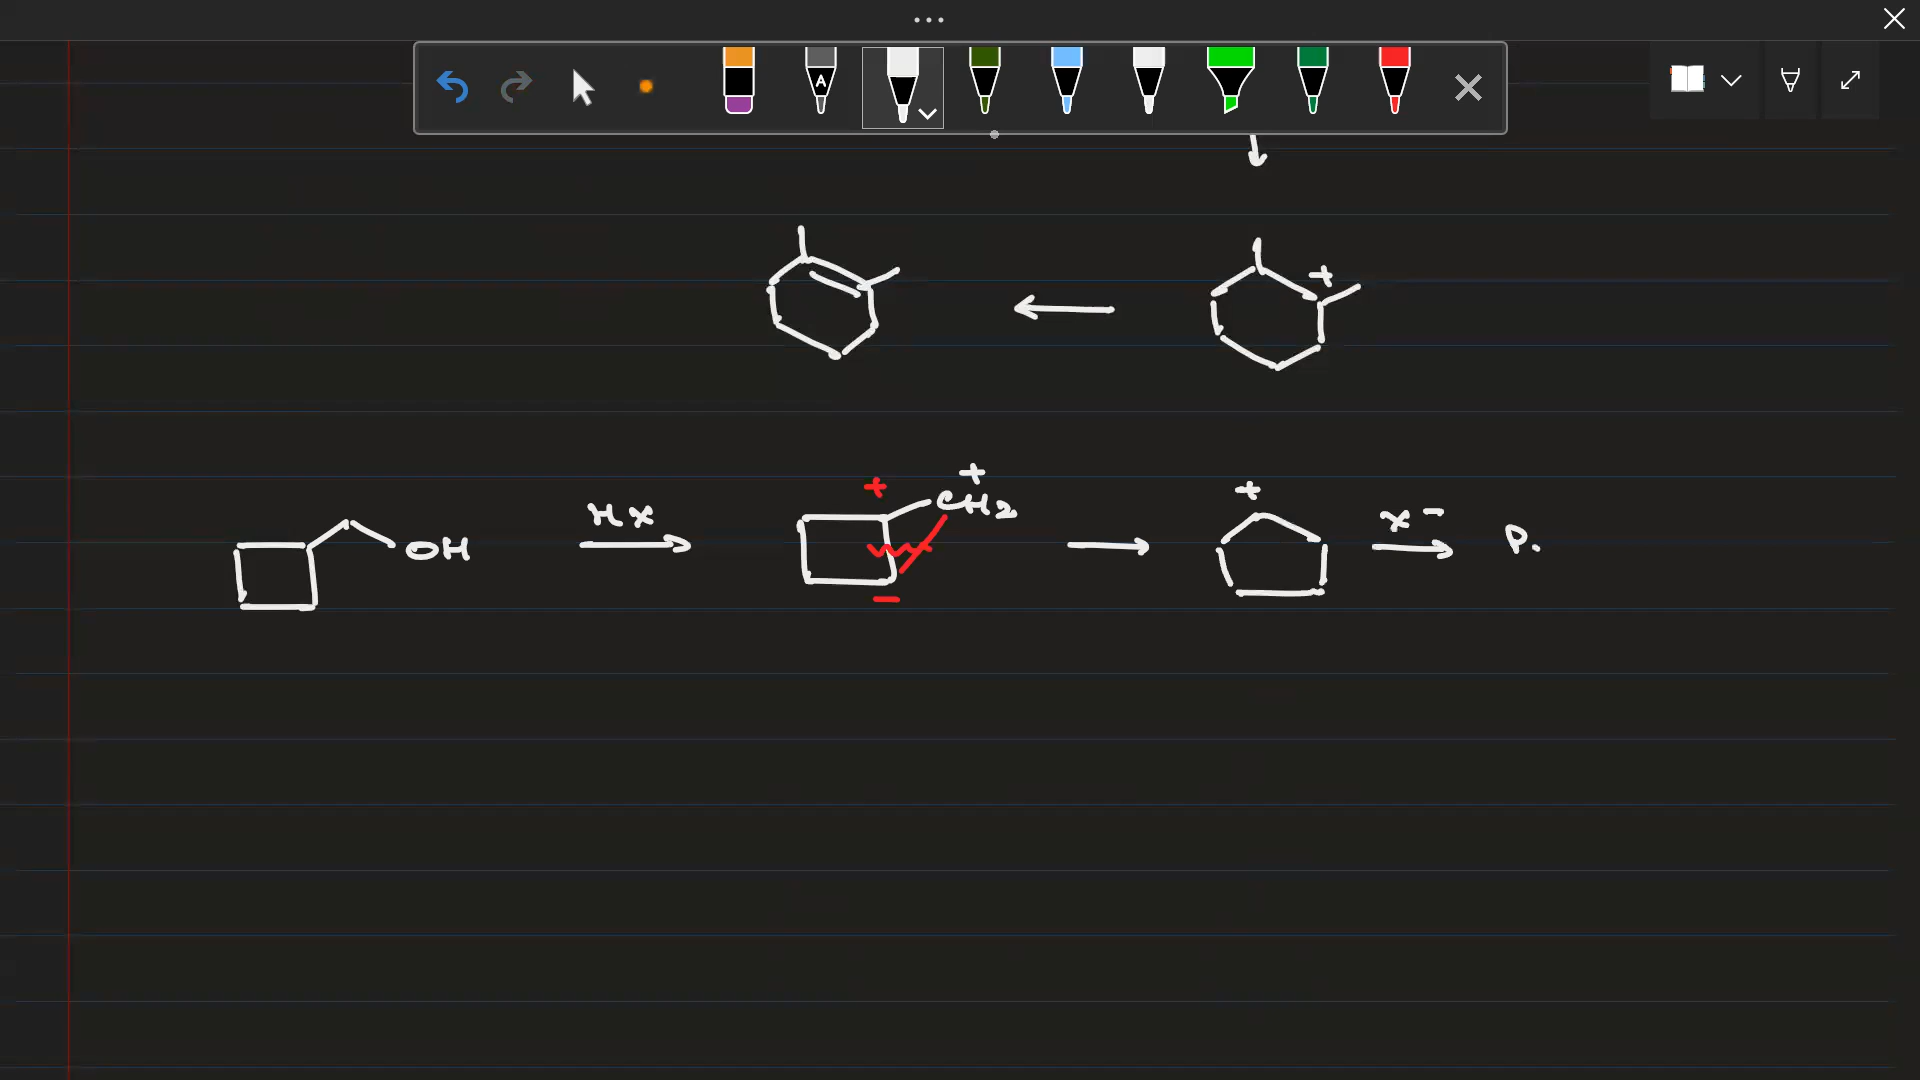 A
+
+ + +
HX CH2 X - P.
OH
-